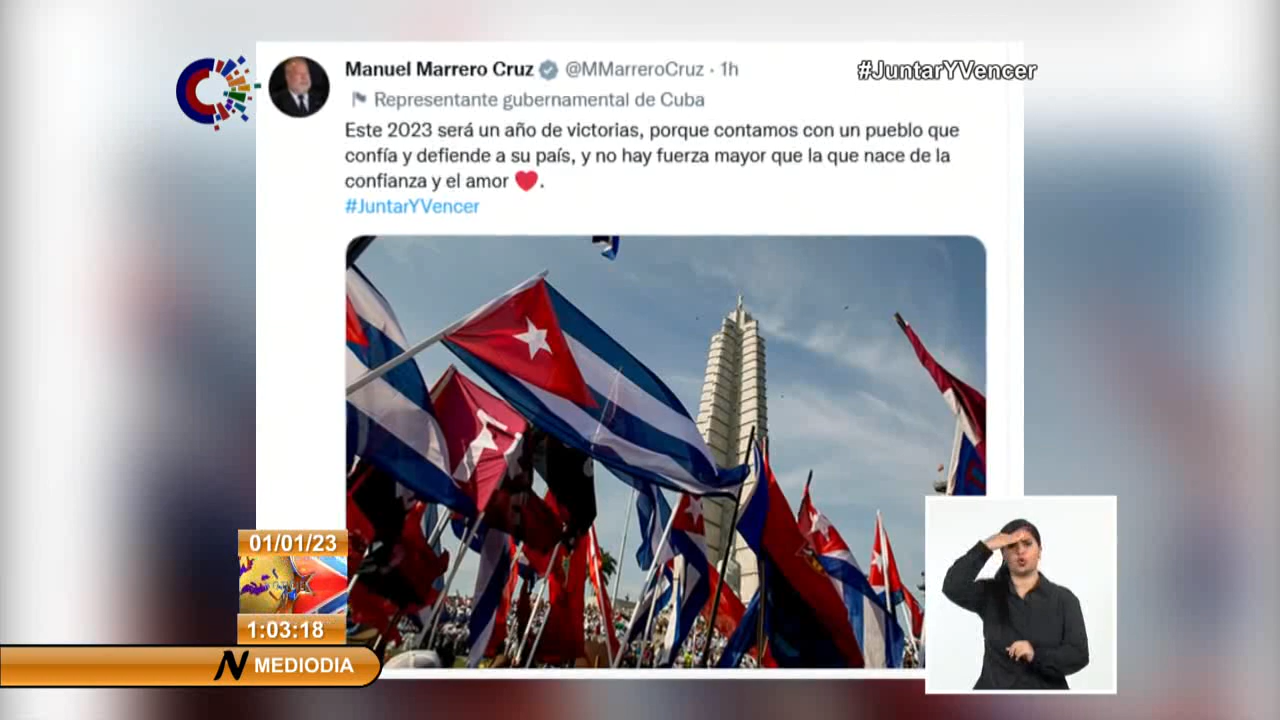 Manuel Marrero Cruz @MMarreroCruz · 1h
#JuntarYVencer
Representante gubernamental de Cuba
Este 2023 será un año de victorias, porque contamos con un pueblo que
confía y defiende a su país, y no hay fuerza mayor que la que nace de la
confianza y el amor ❤️.
#JuntarYVencer
01/01/23
1:03:18
N MEDIODIA